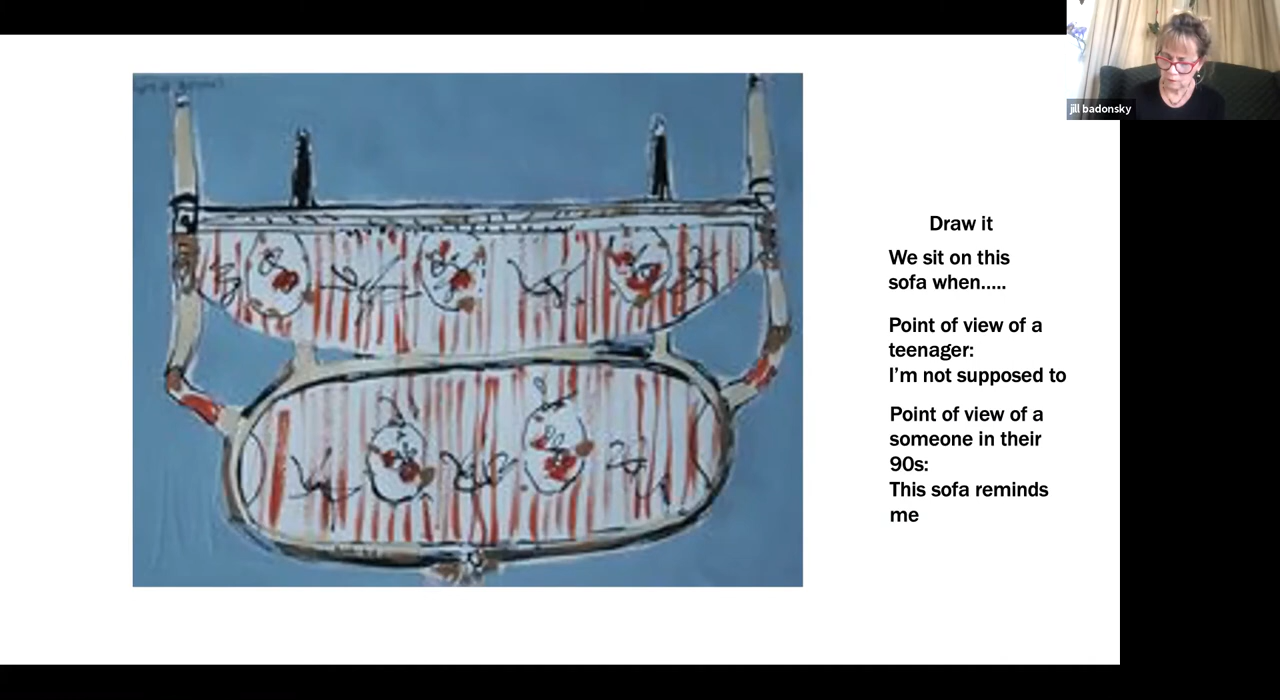 jill badonsky
Draw it
We sit on this
sofa when.....
Point of view of a
teenager:
I'm not supposed to
Point of view of a
someone in their
90s:
This sofa reminds
me